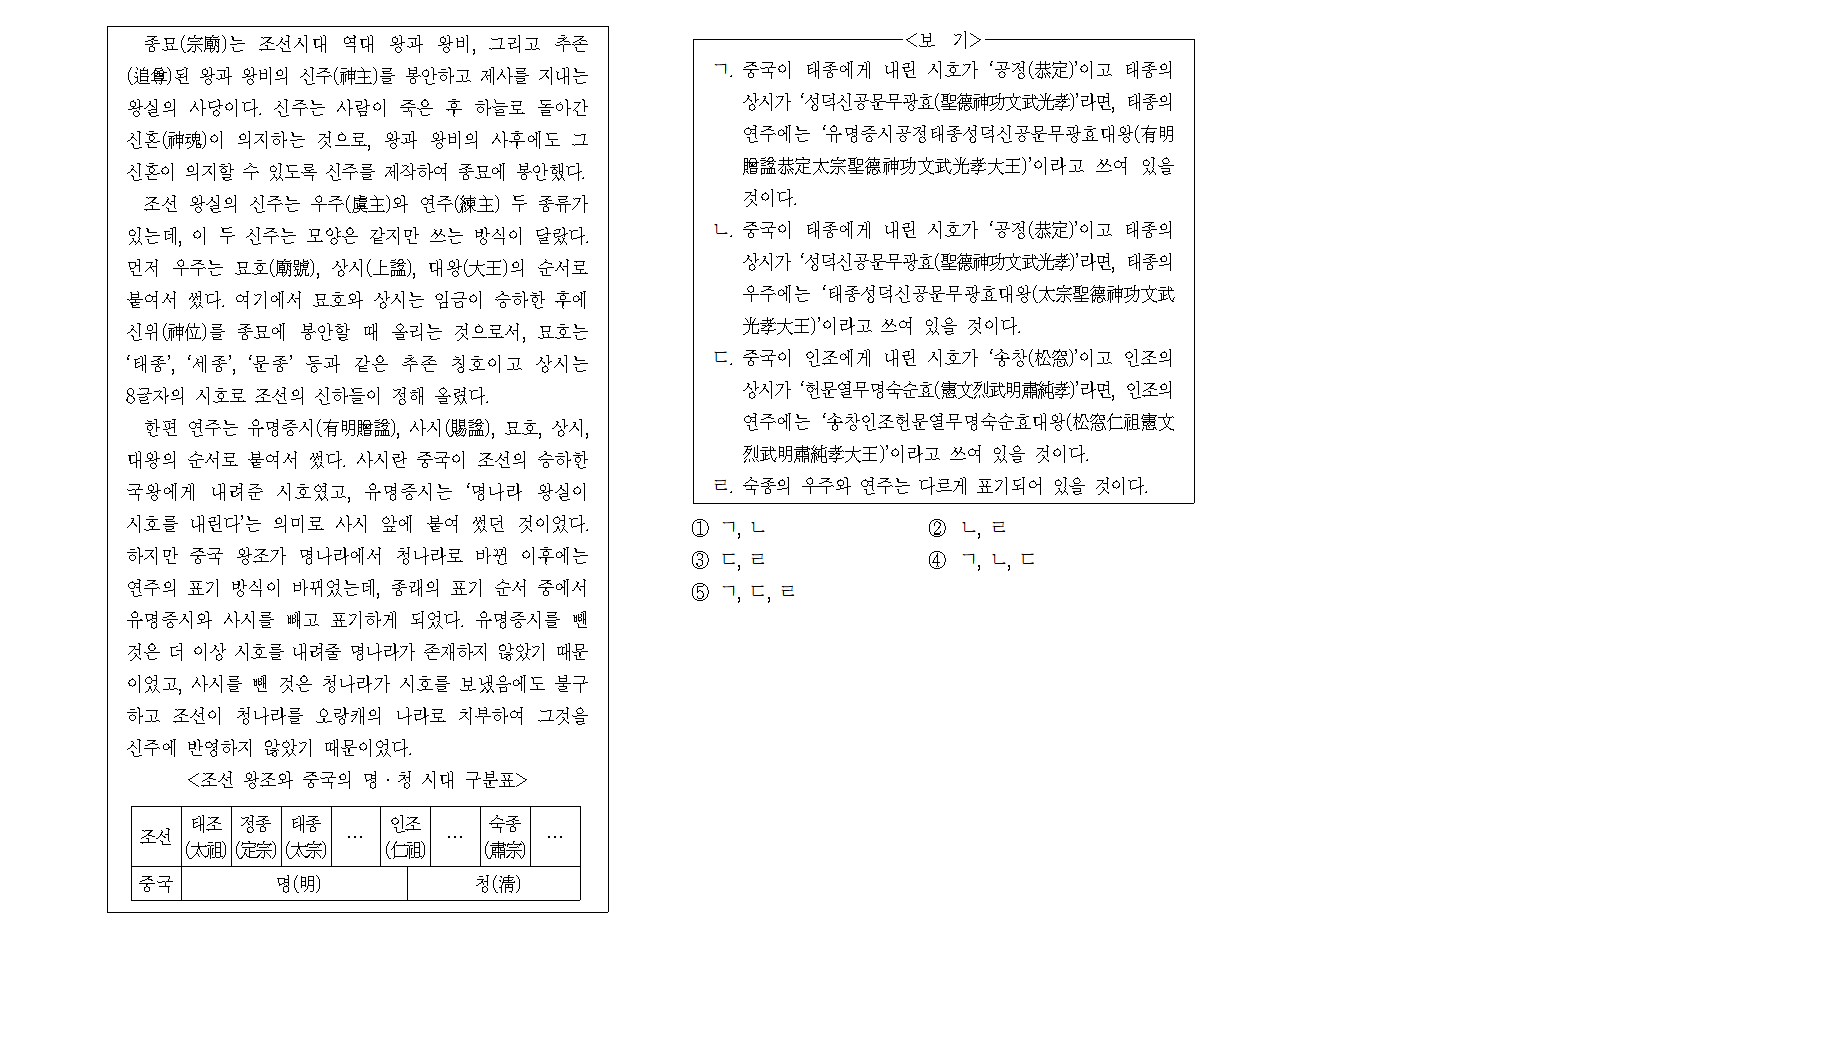 종묘(宗廟)는 조선시대 역대 왕과 왕비, 그리고 추존
(追尊)된 왕과 왕비의 신주(神主)를 봉안하고 제사를 지내는
왕실의 사당이다. 신주는 사람이 죽은 후 하늘로 돌아간
신혼(神魂)이 의지하는 것으로, 왕과 왕비의 사후에도 그
신혼이 의지할 수 있도록 신주를 제작하여 종묘에 봉안했다.
조선 왕실의 신주는 우주(虞主)와 연주(練主) 두 종류가
있는데, 이 두 신주는 모양은 같지만 쓰는 방식이 달랐다.
먼저 우주는 묘호(廟號), 상시(上諡), 대왕(大王)의 순서로
붙여서 썼다. 여기에서 묘호와 상시는 임금이 승하한 후에
신위(神位)를 종묘에 봉안할 때 올리는 것으로서, 묘호는
‘태종’, ‘세종’, ‘문종’ 등과 같은 추존 칭호이고 상시는
8글자의 시호로 조선의 신하들이 정해 올렸다.
한편 연주는 유명증시(有明贈諡), 사시(賜諡), 묘호, 상시,
대왕의 순서로 붙여서 썼다. 사시란 중국이 조선의 승하한
국왕에게 내려준 시호였고, 유명증시는 ‘명나라 왕실이
시호를 내린다’는 의미로 사시 앞에 붙여 썼던 것이었다.
하지만 중국 왕조가 명나라에서 청나라로 바뀐 이후에는
연주의 표기 방식이 바뀌었는데, 종래의 표기 순서 중에서
유명증시와 사시를 빼고 표기하게 되었다. 유명증시를 뺀
것은 더 이상 시호를 내려줄 명나라가 존재하지 않았기 때문
이었고, 사시를 뺀 것은 청나라가 시호를 보냈음에도 불구
하고 조선이 청나라를 오랑캐의 나라로 치부하여 그것을
신주에 반영하지 않았기 때문이었다.
<조선 왕조와 중국의 명·청 시대 구분표>
조선 태조(太祖) 정종(定宗) 태종(太宗) … 인조(仁祖) … 숙종(肅宗) …
중국 명(明) 청(淸)
<보 기>
ㄱ. 중국이 태종에게 내린 시호가 ‘공정(恭定)’이고 태종의
상시가 ‘성덕신공문무광효(聖德神功文武光孝)’라면, 태종의
연주에는 ‘유명증시공정태종성덕신공문무광효대왕(有明
贈諡恭定太宗聖德神功文武光孝大王)’이라고 쓰여 있을
것이다.
ㄴ. 중국이 태종에게 내린 시호가 ‘공정(恭定)’이고 태종의
상시가 ‘성덕신공문무광효(聖德神功文武光孝)’라면, 태종의
우주에는 ‘태종성덕신공문무광효대왕(太宗聖德神功文武
光孝大王)’이라고 쓰여 있을 것이다.
ㄷ. 중국이 인조에게 내린 시호가 ‘송창(松窓)’이고 인조의
상시가 ‘헌문열무명숙순효(憲文烈武明肅純孝)’라면, 인조의
연주에는 ‘송창인조헌문열무명숙순효대왕(松窓仁祖憲文
烈武明肅純孝大王)’이라고 쓰여 있을 것이다.
ㄹ. 숙종의 우주와 연주는 다르게 표기되어 있을 것이다.
① ㄱ, ㄴ ② ㄴ, ㄹ
③ ㄷ, ㄹ ④ ㄱ, ㄴ, ㄷ
⑤ ㄱ, ㄷ, ㄹ